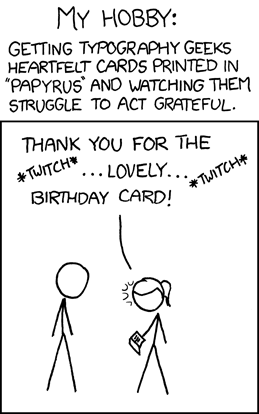 MY HOBBY:
GETTING TYPOGRAPHY GEEKS
HEARTFELT CARDS PRINTED IN
"PAPYRUS" AND WATCHING THEM
STRUGGLE TO ACT GRATEFUL.
THANK YOU FOR THE
*TWITCH* ...LOVELY... *TWITCH*
BIRTHDAY CARD!